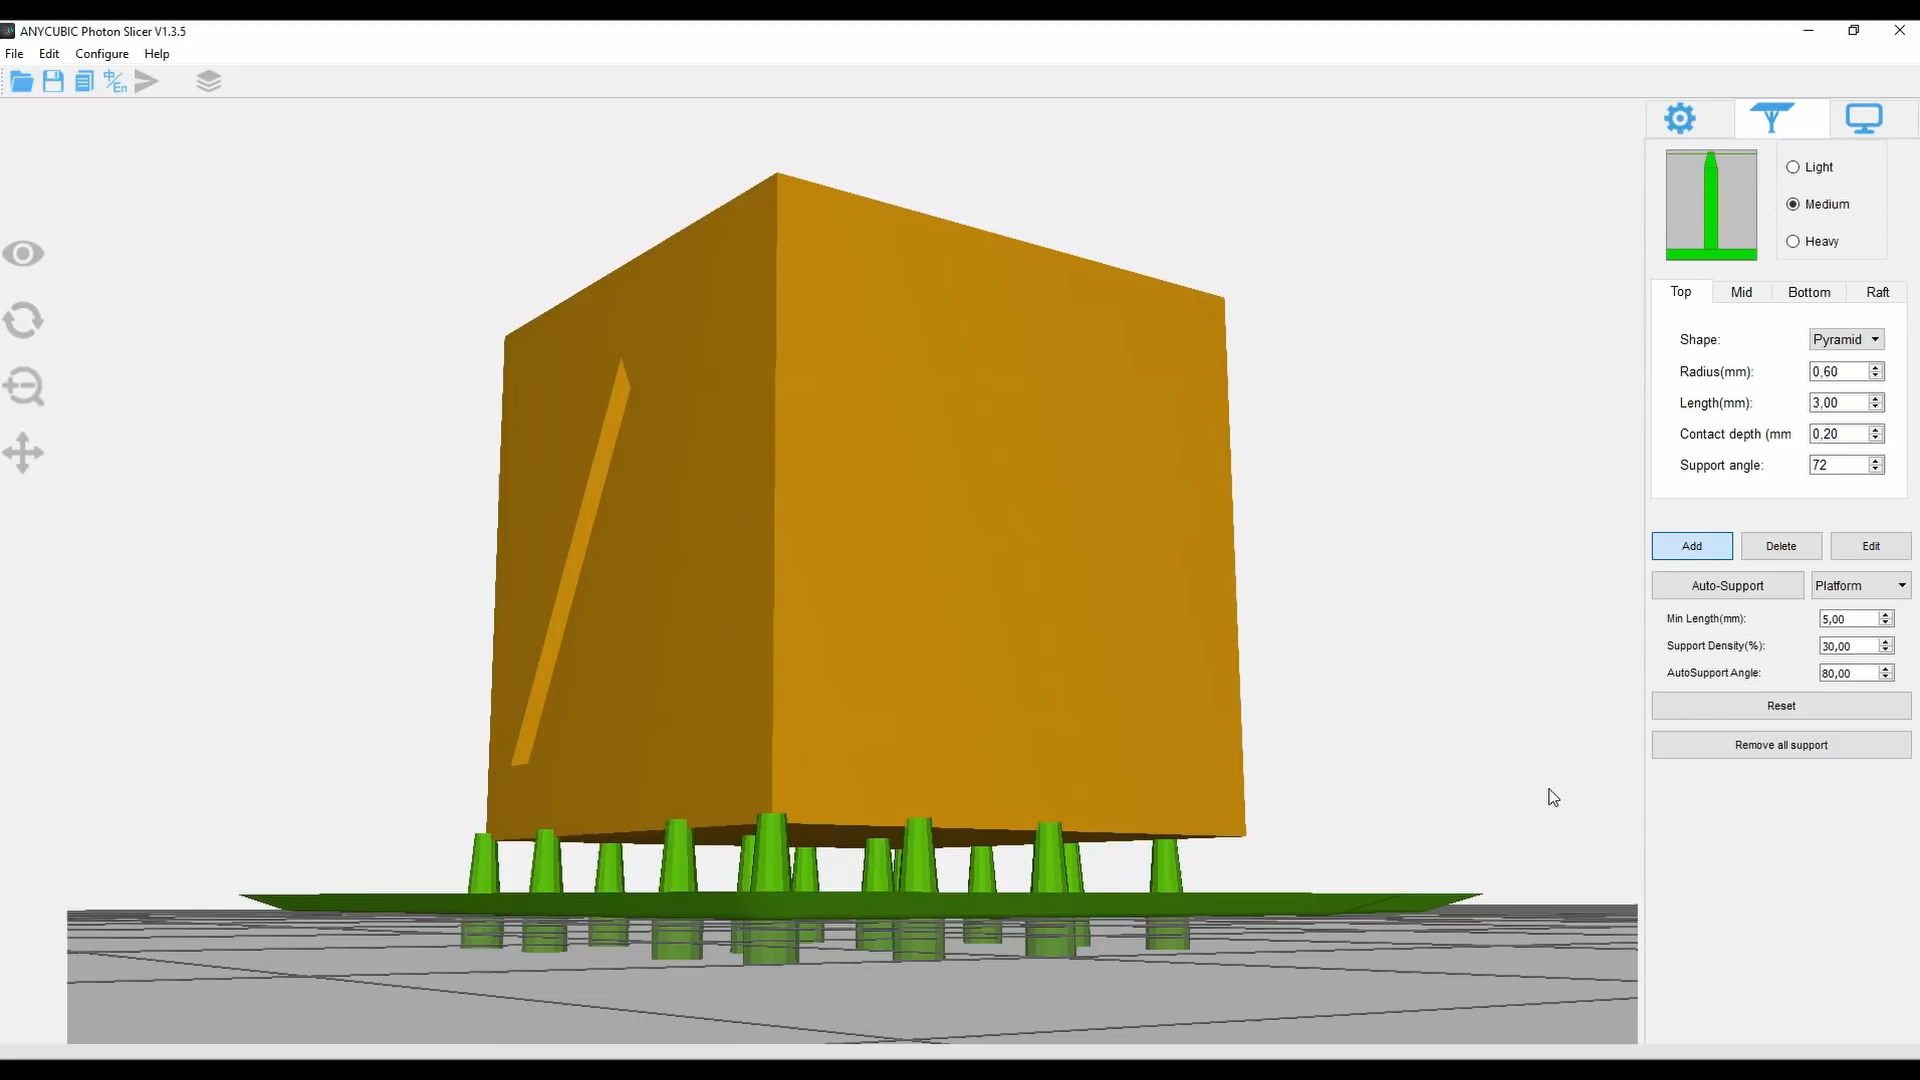 ANYCUBIC Photon Slicer V1.3.5
File Edit Configure Help
中/En
Light
Medium
Heavy
Top Mid Bottom Raft
Shape: Pyramid
Radius(mm): 0,60
Length(mm): 3,00
Contact depth (mm 0,20
Support angle: 72
Add Delete Edit
Auto-Support Platform
Min Length(mm): 5,00
Support Density(%): 30,00
AutoSupport Angle: 80,00
Reset
Remove all support